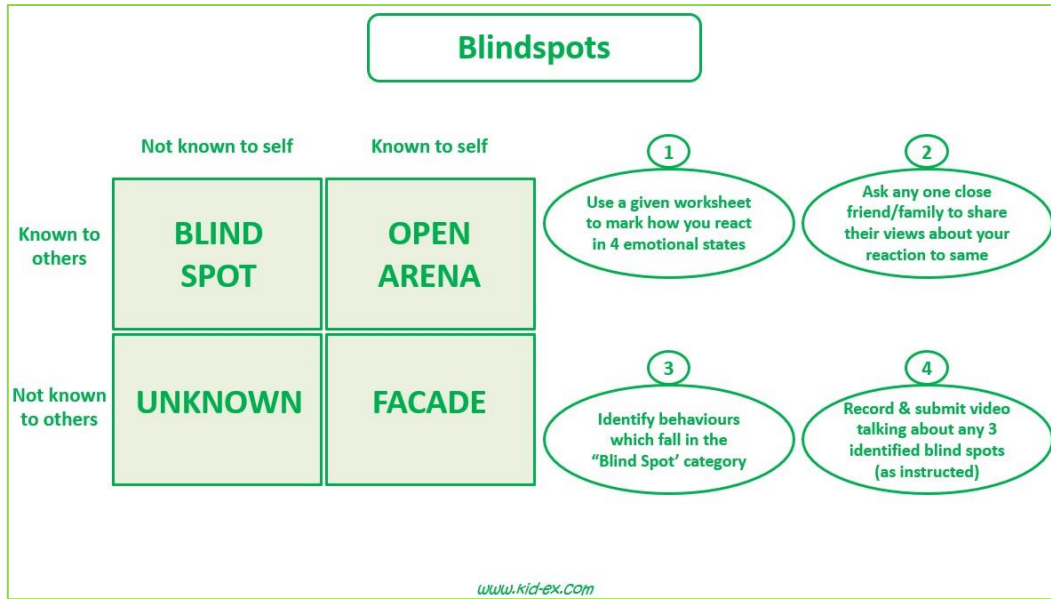 Blindspots
Not known to self
Known to self
Known to
others
BLIND
SPOT
OPEN
ARENA
Not known
to others
UNKNOWN
FACADE
1
Use a given worksheet
to mark how you react
in 4 emotional states
2
Ask any one close
friend/family to share
their views about your
reaction to same
3
Identify behaviours
which fall in the
“Blind Spot’ category
4
Record & submit video
talking about any 3
identified blind spots
(as instructed)
www.kid-ex.com